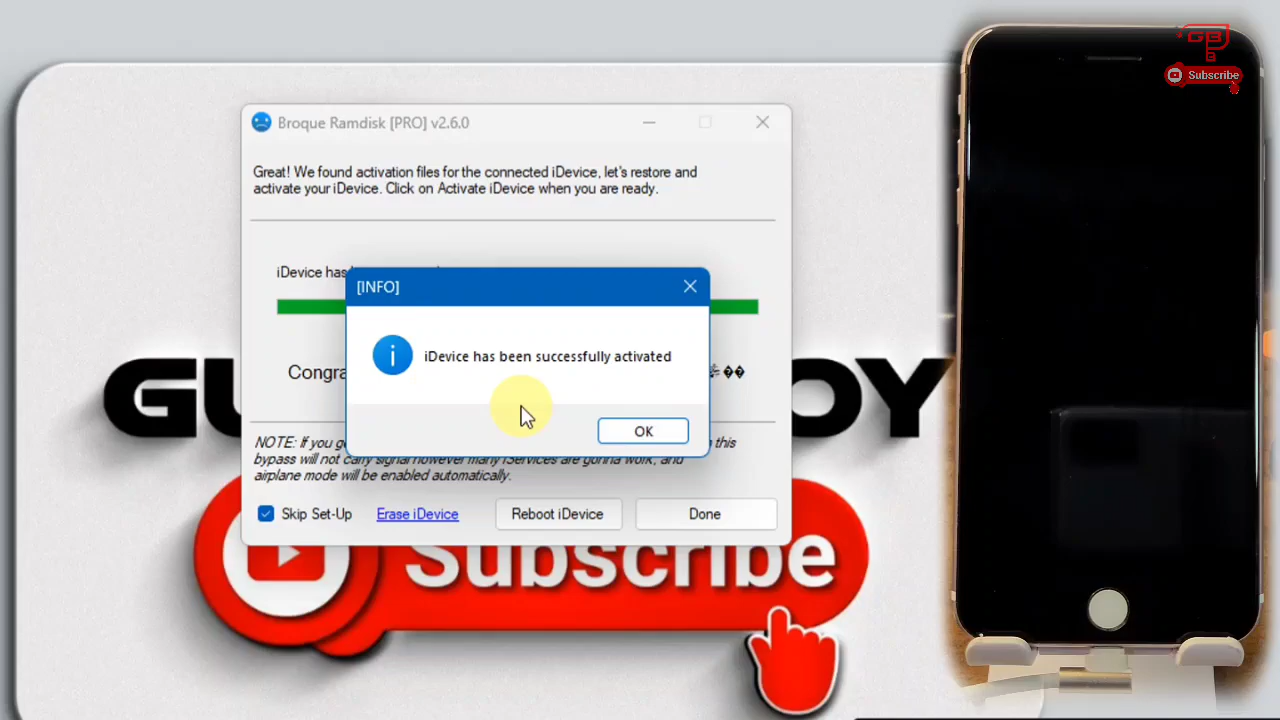 Broque Ramdisk [PRO] v2.6.0
Great! We found activation files for the connected iDevice, let's restore and
activate your iDevice. Click on Activate iDevice when you are ready.
iDevice has
[INFO]
iDevice has been successfully activated
OK
Congra
GU OY
NOTE: If you g this
bypass will not carry signal however many iServices are gonna work, and
airplane mode will be enabled automatically.
Skip Set-Up
Erase iDevice
Reboot iDevice
Done
Subscribe
GB
Subscribe